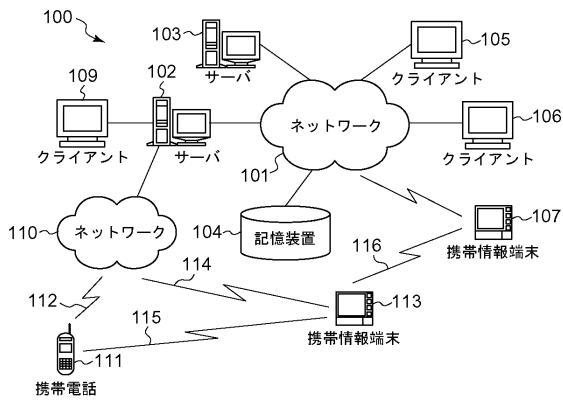 100
103
サーバ
105
クライアント
109
クライアント
102
サーバ
ネットワーク
101
106
クライアント
110
ネットワーク
104
記憶装置
107
携帯情報端末
116
112
114
113
携帯情報端末
115
111
携帯電話